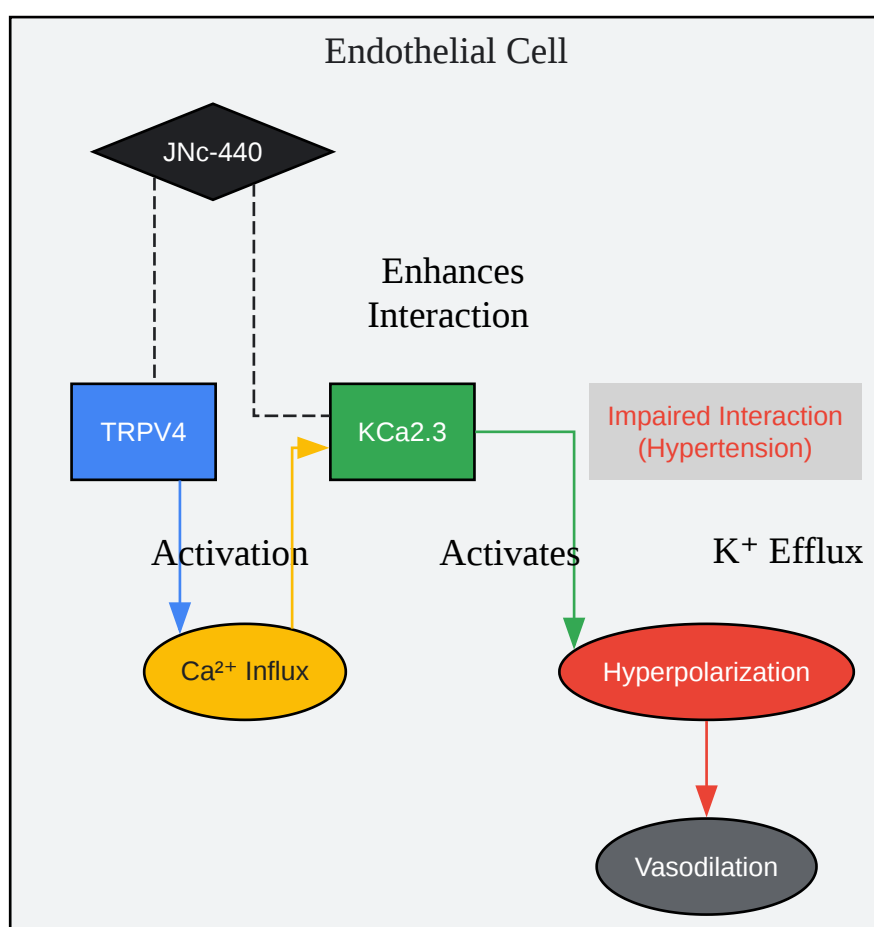 Endothelial Cell
JNc-440
Enhances
Interaction
TRPV4
KCa2.3
Impaired Interaction
(Hypertension)
Activation
Activates
K⁺ Efflux
Ca²⁺ Influx
Hyperpolarization
Vasodilation